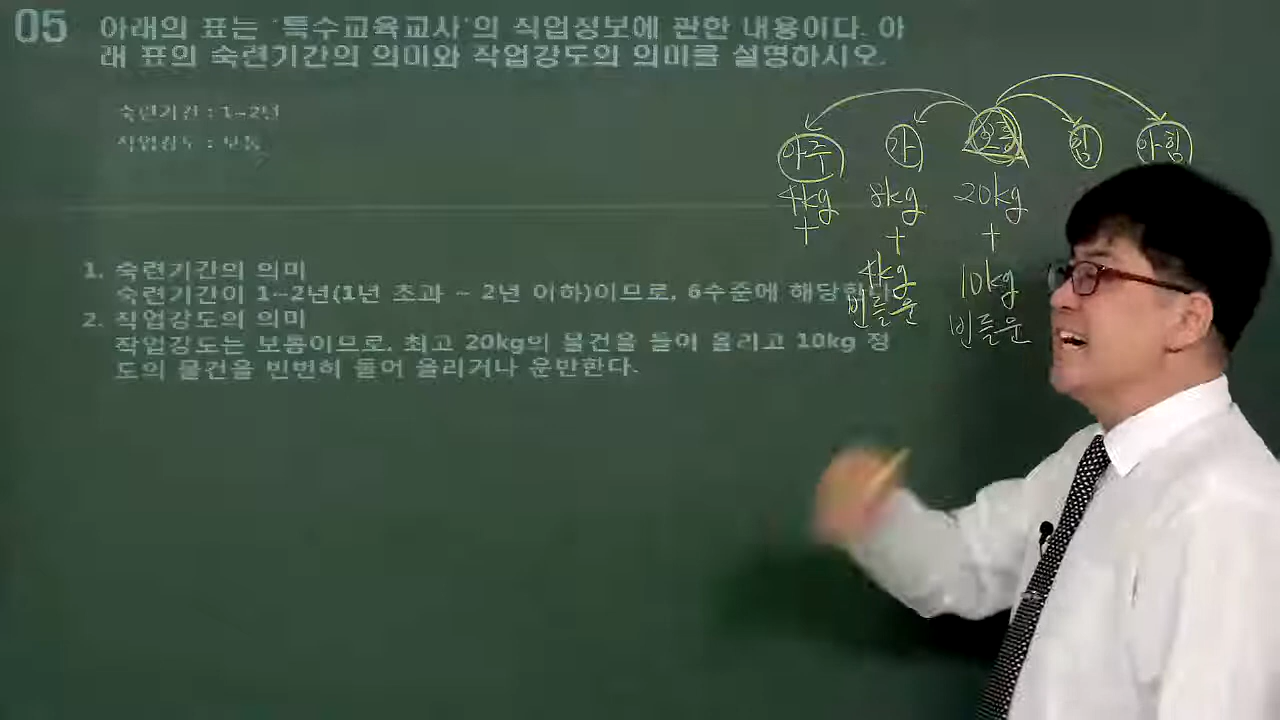 05 아래의 표는 '특수교육교사'의 직업정보에 관한 내용이다. 아
래 표의 숙련기간의 의미와 작업강도의 의미를 설명하시오.
숙련기간 : 1~2년
작업강도 : 보통
1. 숙련기간의 의미
숙련기간이 1~2년(1년 초과 ~ 2년 이하)이므로, 6수준에 해당한
2. 작업강도의 의미
작업강도는 보통이므로, 최고 20kg의 물건을 들어 올리고 10kg 정
도의 물건을 빈번히 들어 올리거나 운반한다.
아주 가 보통 힘 아힘
4kg 8kg 20kg
+ + +
4kg 10kg
빈들운 빈들운